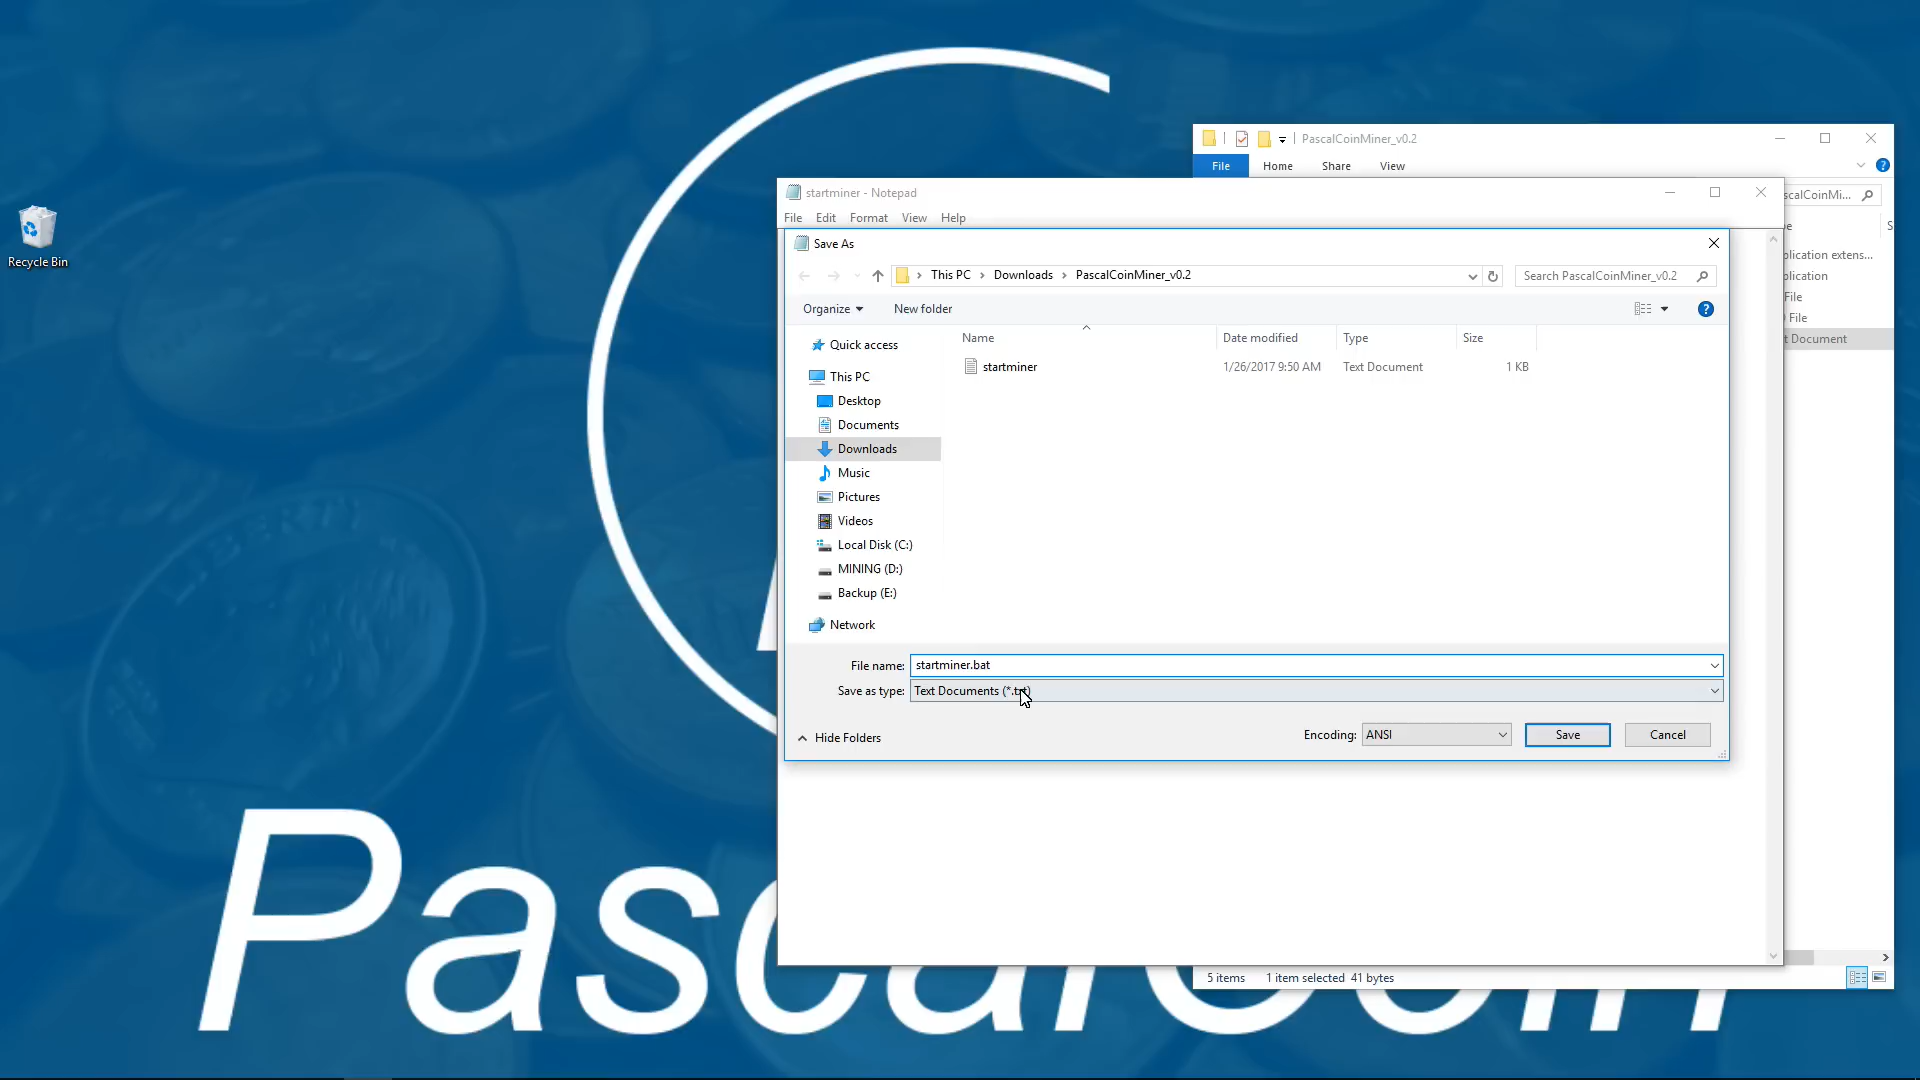 Recycle Bin
PascalCoinMiner_v0.2
File Home Share View
startminer - Notepad
File Edit Format View Help
Save As
This PC Downloads PascalCoinMiner_v0.2
Search PascalCoinMiner_v0.2
scalCoinMi...
Organize New folder
Name Date modified Type Size
startminer 1/26/2017 9:50 AM Text Document 1 KB
Quick access
This PC
Desktop
Documents
Downloads
Music
Pictures
Videos
Local Disk (C:)
MINING (D:)
Backup (E:)
Network
plication extens...
plication
File
File
t Document
File name: startminer.bat
Save as type: Text Documents (*.txt)
Hide Folders
Encoding: ANSI Save Cancel
5 items 1 item selected 41 bytes
PascalCoin